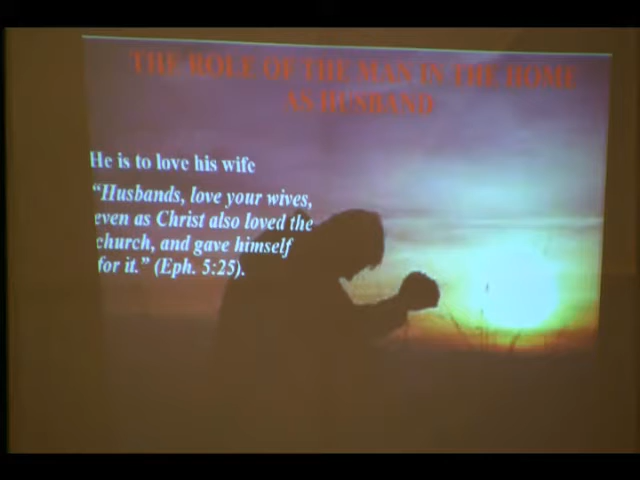 THE ROLE OF THE MAN IN THE HOME
AS HUSBAND
He is to love his wife
“Husbands, love your wives,
even as Christ also loved the
church, and gave himself
for it.” (Eph. 5:25).